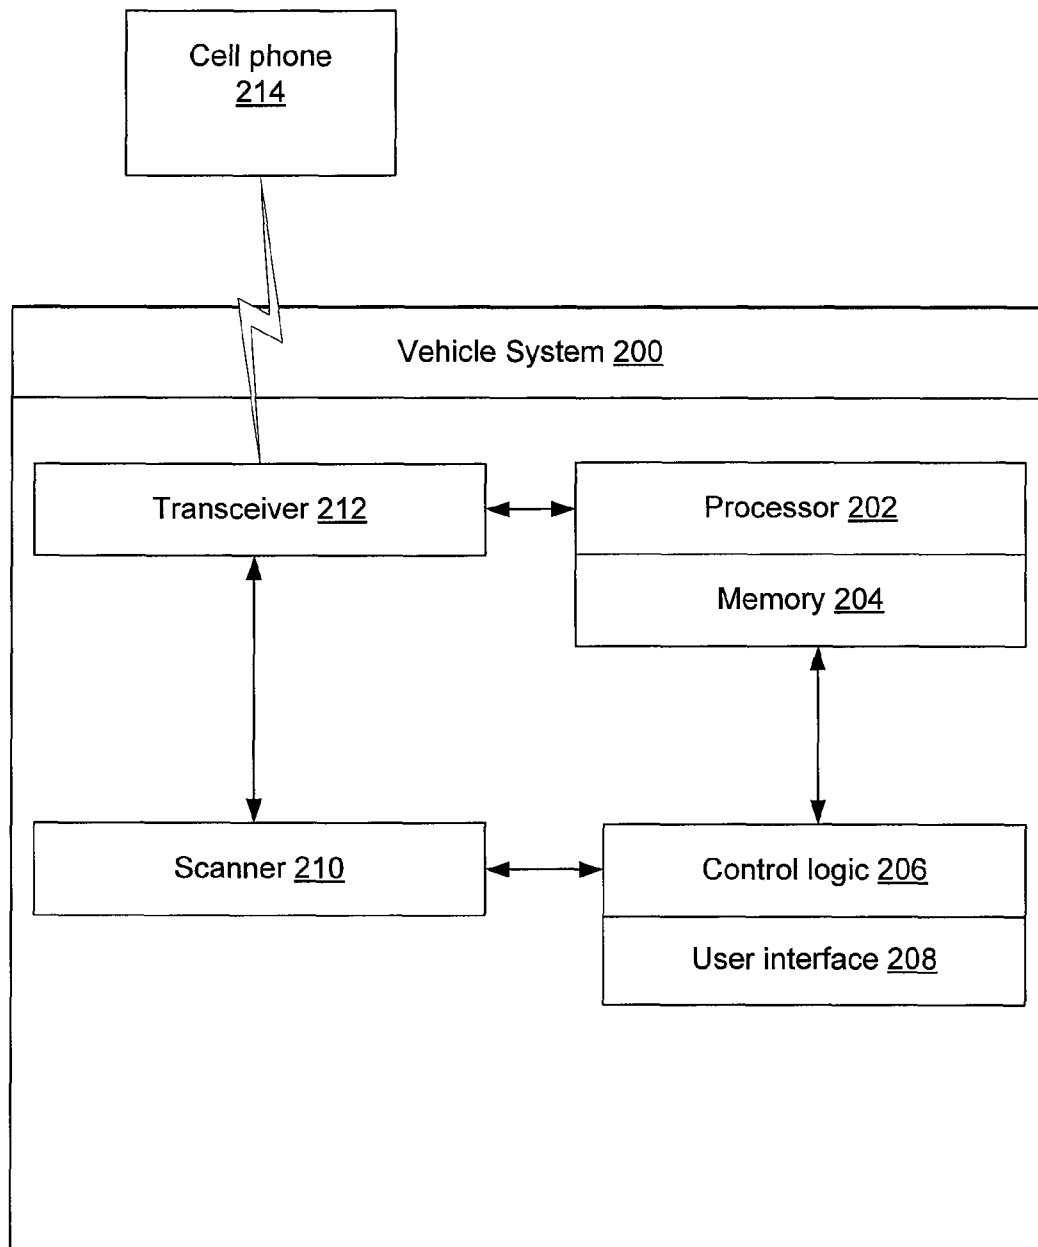 Cell phone
214
Vehicle System 200
Transceiver 212
Processor 202
Memory 204
Scanner 210
Control logic 206
User interface 208